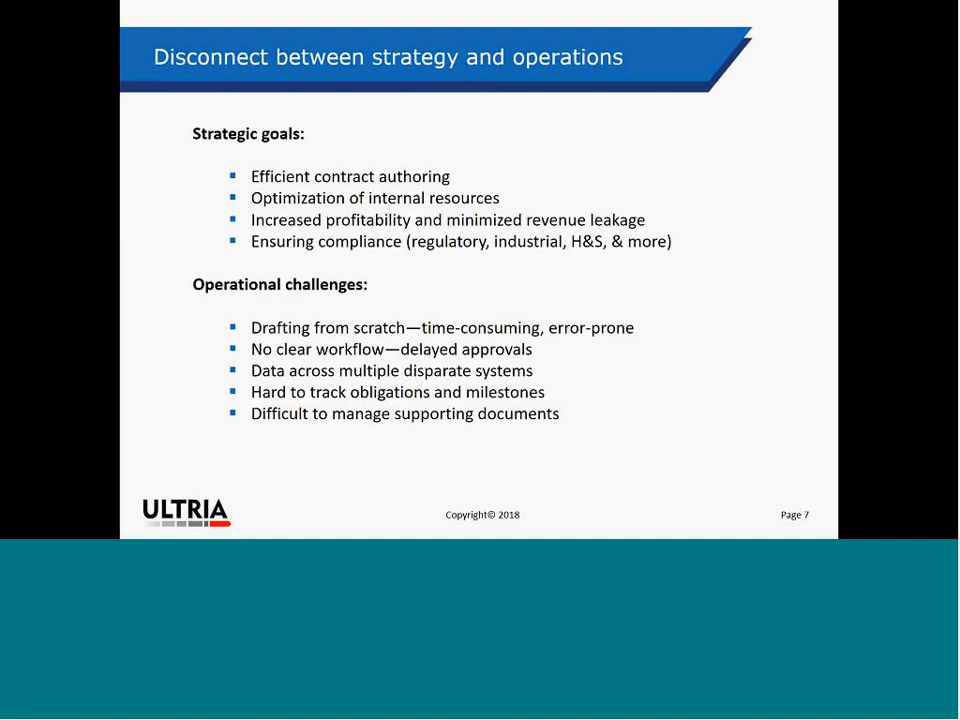 Disconnect between strategy and operations
Strategic goals:
▪ Efficient contract authoring
▪ Optimization of internal resources
▪ Increased profitability and minimized revenue leakage
▪ Ensuring compliance (regulatory, industrial, H&S, & more)
Operational challenges:
▪ Drafting from scratch—time-consuming, error-prone
▪ No clear workflow—delayed approvals
▪ Data across multiple disparate systems
▪ Hard to track obligations and milestones
▪ Difficult to manage supporting documents
ULTRIA
Copyright© 2018
Page 7